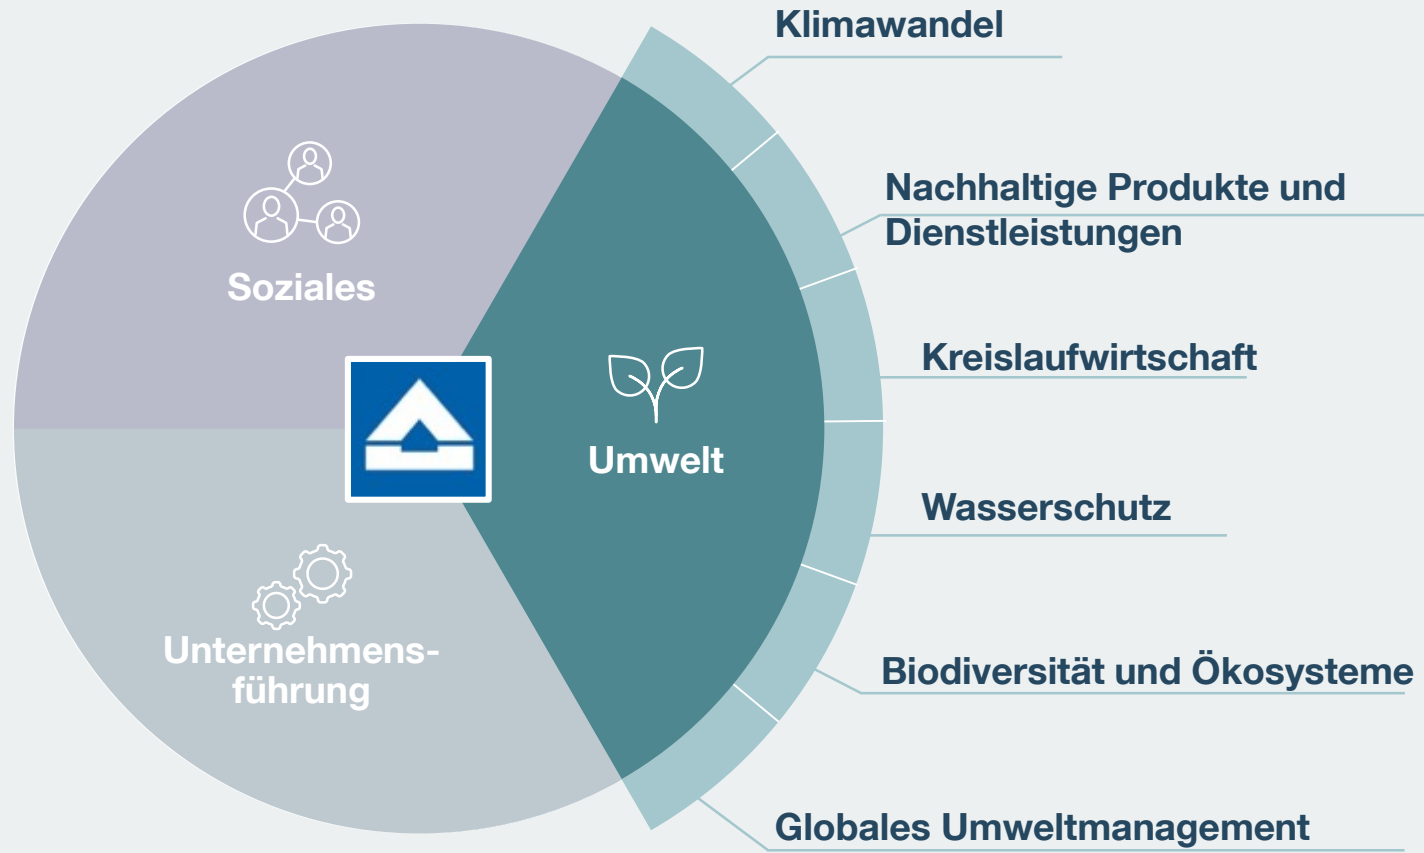 Klimawandel
Nachhaltige Produkte und
Dienstleistungen
Soziales
Kreislaufwirtschaft
Umwelt
Wasserschutz
Unternehmens-
führung
Biodiversität und Ökosysteme
Globales Umweltmanagement